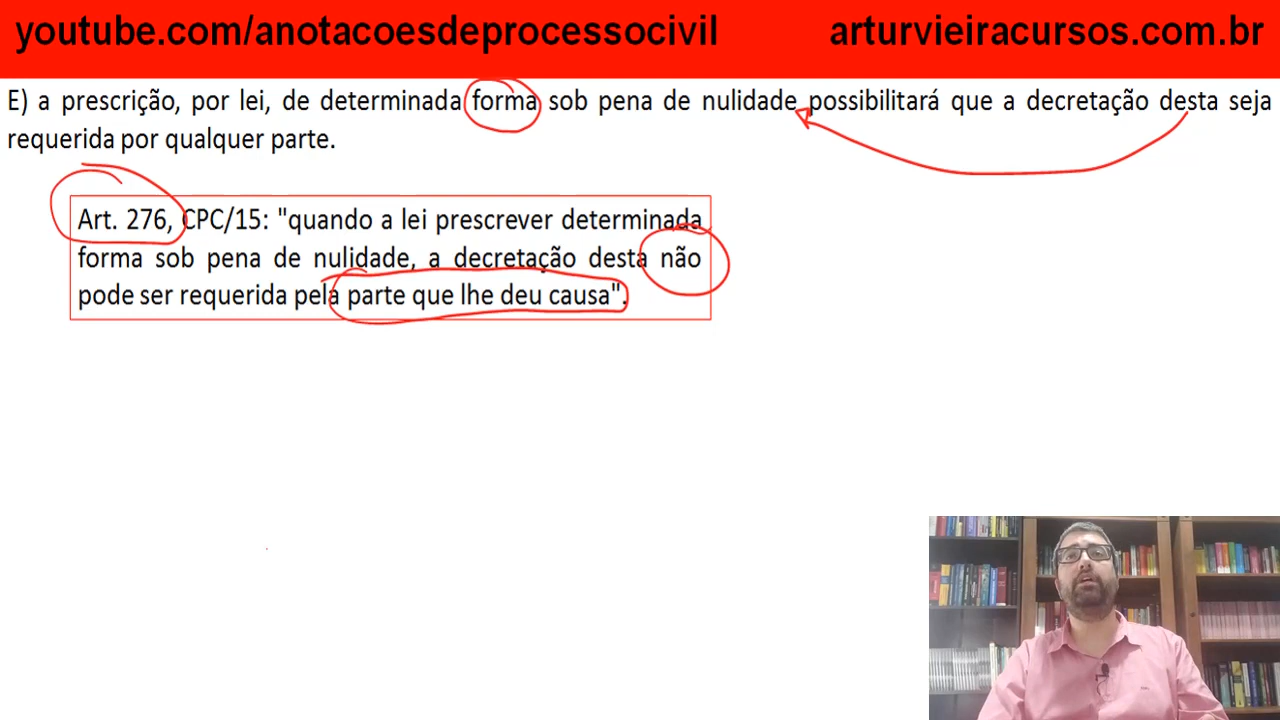 youtube.com/anotacoesdeprocessocivil arturvieiracursos.com.br
E) a prescrição, por lei, de determinada forma sob pena de nulidade possibilitará que a decretação desta seja
requerida por qualquer parte.
Art. 276, CPC/15: "quando a lei prescrever determinada
forma sob pena de nulidade, a decretação desta não
pode ser requerida pela parte que lhe deu causa".